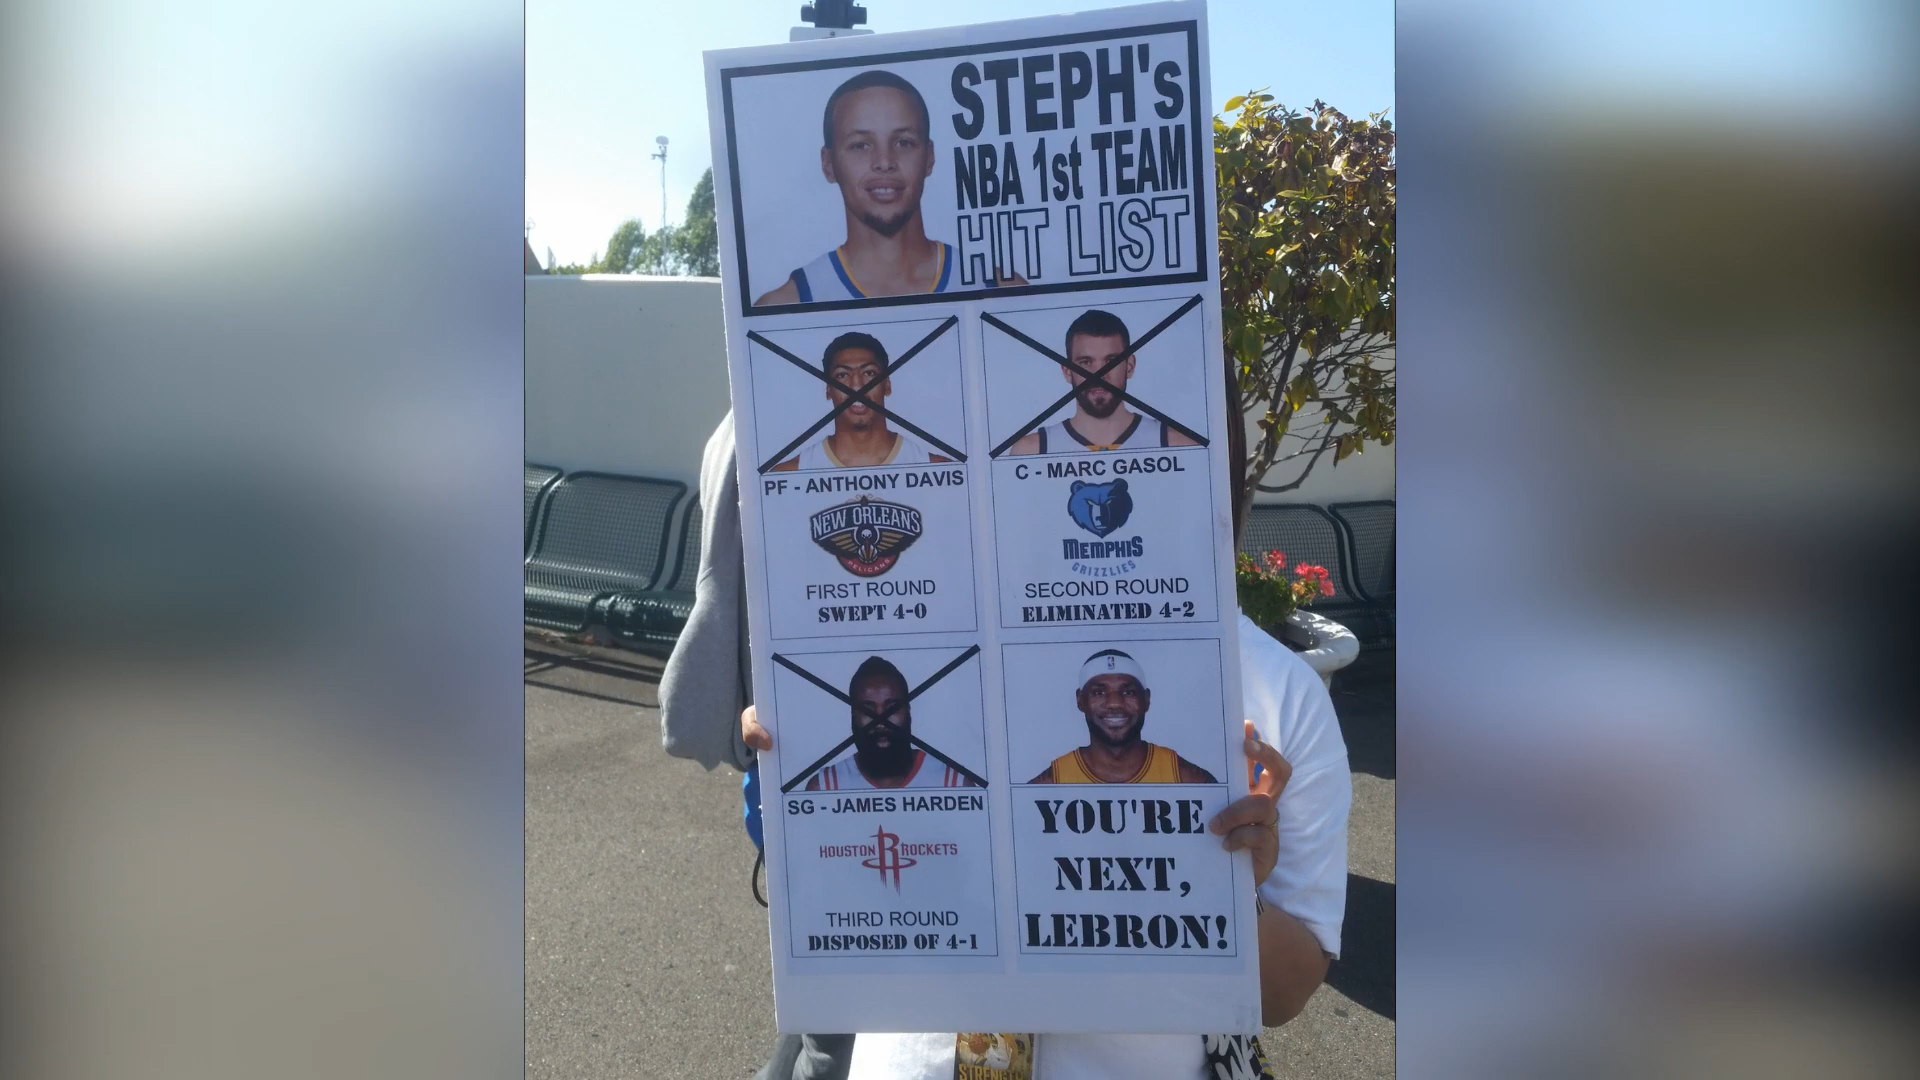 STEPH's
NBA 1st TEAM
HIT LIST
PF - ANTHONY DAVIS
NEW ORLEANS
PELICANS
FIRST ROUND
SWEPT 4-0
C - MARC GASOL
MEMPHIS
GRIZZLIES
SECOND ROUND
ELIMINATED 4-2
SG - JAMES HARDEN
HOUSTON ROCKETS
THIRD ROUND
DISPOSED OF 4-1
YOU'RE
NEXT,
LEBRON!
STRENGTH